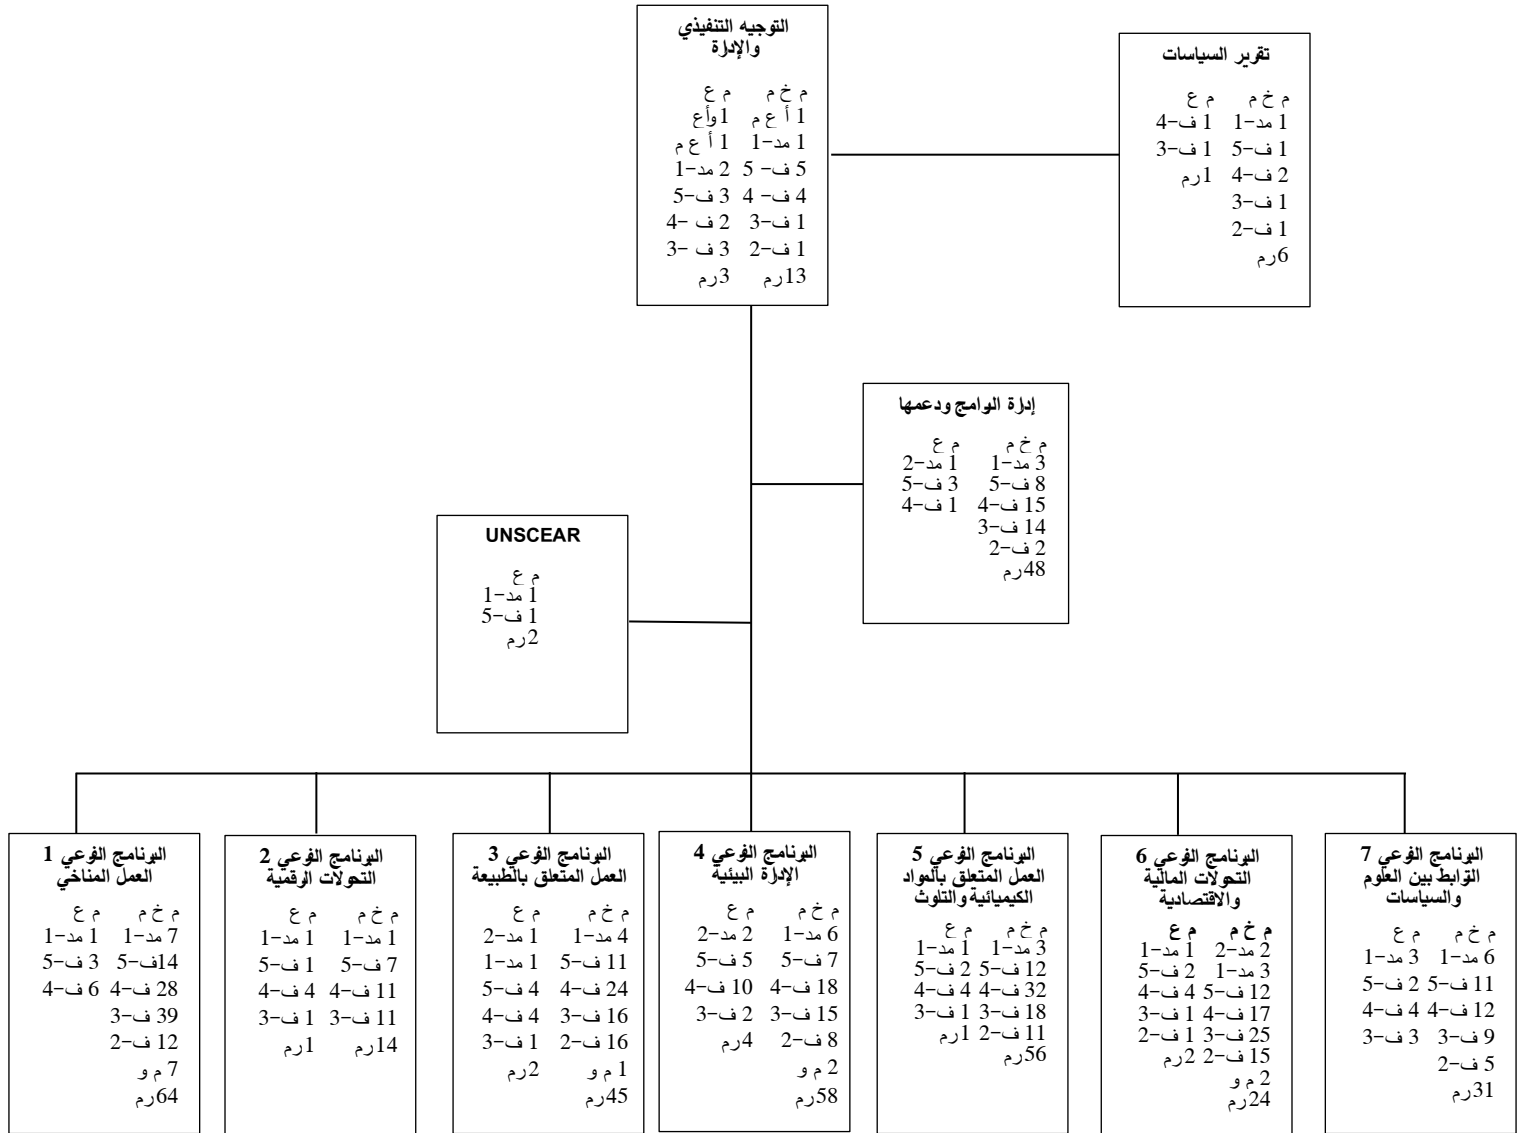 التوجيه التنفيذي
والإدارة
م خ م م ع
1 أ ع م 1 وأع
1 مد-1 1 أ ع م
5 ف- 5 2 مد-1
4 ف- 4 3 ف-5
1 ف-3 2 ف -4
1 ف-2 3 ف -3
13رم 3رم
تقرير السياسات
م خ م م ع
1 مد-1 1 ف-4
1 ف-5 1 ف-3
2 ف-4 1رم
1 ف-3
1 ف-2
6رم
إدارة البرامج ودعمها
م خ م م ع
3 مد-1 1 مد-2
8 ف-5 3 ف-5
15 ف-4 1 ف-4
14 ف-3
2 ف-2
48رم
UNSCEAR
م ع
1 مد-1
1 ف-5
2رم
البرنامج الفرعي 1
العمل المناخي
م خ م م ع
7 مد-1 1 مد-1
14ف-5 3 ف-5
28 ف-4 6 ف-4
39 ف-3
12 ف-2
7 م و
64رم
البرنامج الفرعي 2
التحولات الرقمية
م خ م م ع
1 مد-1 1 مد-1
7 ف-5 1 ف-5
11 ف-4 4 ف-4
11 ف-3 1 ف-3
14رم 1رم
البرنامج الفرعي 3
العمل المتعلق بالطبيعة
م خ م م ع
4 مد-1 1 مد-2
11 ف-5 1 مد-1
24 ف-4 4 ف-5
16 ف-3 4 ف-4
16 ف-2 1 ف-3
1 م و 2رم
45رم
البرنامج الفرعي 4
الإدارة البيئية
م خ م م ع
6 مد-1 2 مد-2
7 ف-5 5 ف-5
18 ف-4 10 ف-4
15 ف-3 2 ف-3
8 ف-2 4رم
2 م و
58رم
البرنامج الفرعي 5
العمل المتعلق بالمواد
الكيميائية والتلوث
م خ م م ع
3 مد-1 1 مد-1
12 ف-5 2 ف-5
32 ف-4 4 ف-4
18 ف-3 1 ف-3
11 ف-2 1رم
56رم
البرنامج الفرعي 6
التحولات المالية
والاقتصادية
م خ م م ع
2 مد-2 1 مد-1
3 مد-1 2 ف-5
12 ف-5 4 ف-4
17 ف-4 1 ف-3
25 ف-3 1 ف-2
15 ف-2 2رم
2 م و
24رم
البرنامج الفرعي 7
الترابط بين العلوم
والسياسات
م خ م م ع
6 مد-1 3 مد-1
11 ف-5 2 ف-5
12 ف-4 4 ف-4
9 ف-3 3 ف-3
5 ف-2
31رم